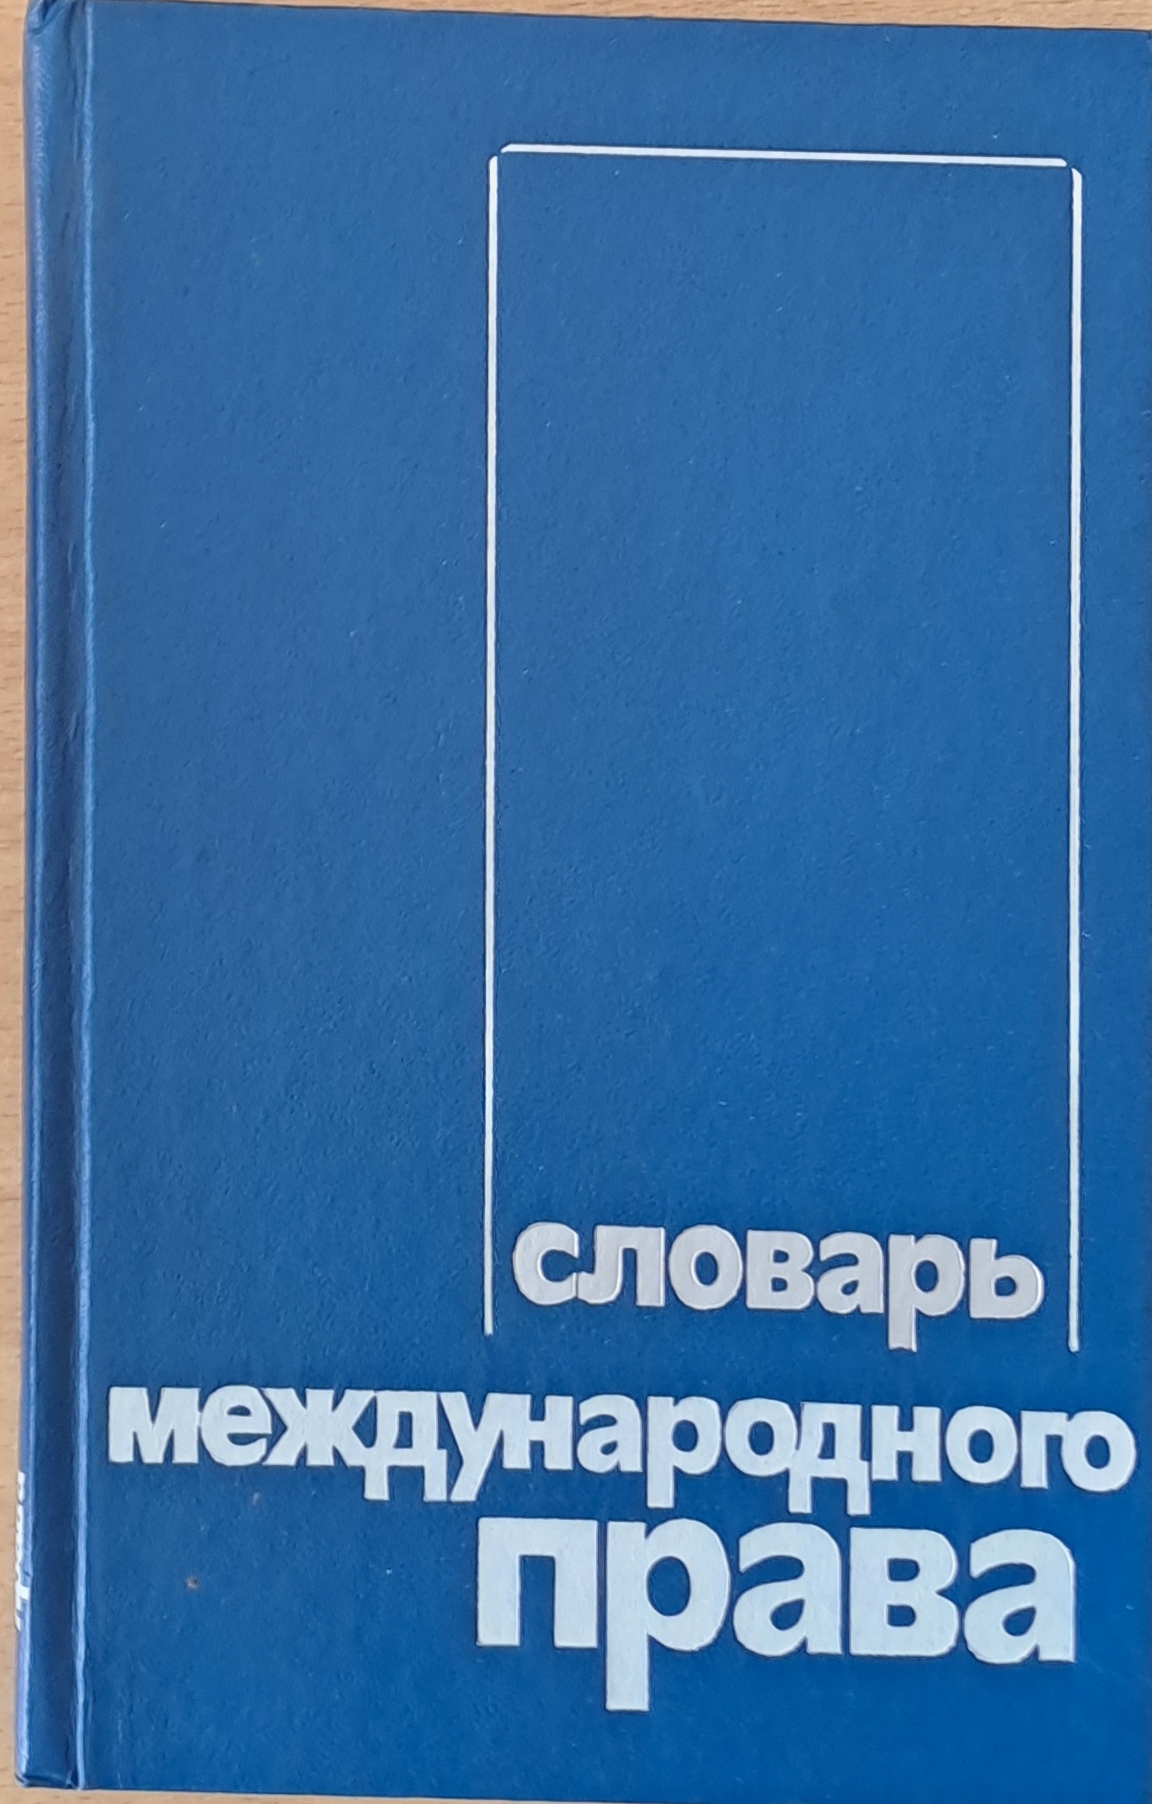 словарь
международного
права